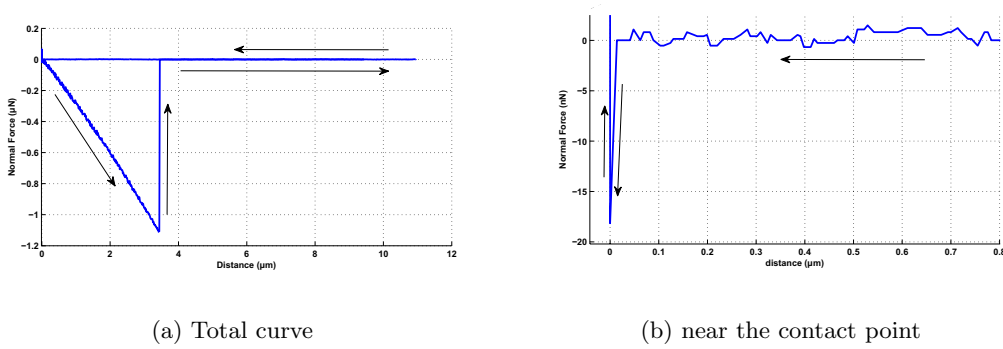 0.2
0
−0.2
−0.4
−0.6
−0.8
−1
−1.2
Normal Force (µN)
0 2 4 6 8 10 12
Distance (µm)
(a) Total curve
0
−5
−10
−15
−20
Normal Force (nN)
0 0.1 0.2 0.3 0.4 0.5 0.6 0.7 0.8
distance (µm)
(b) near the contact point